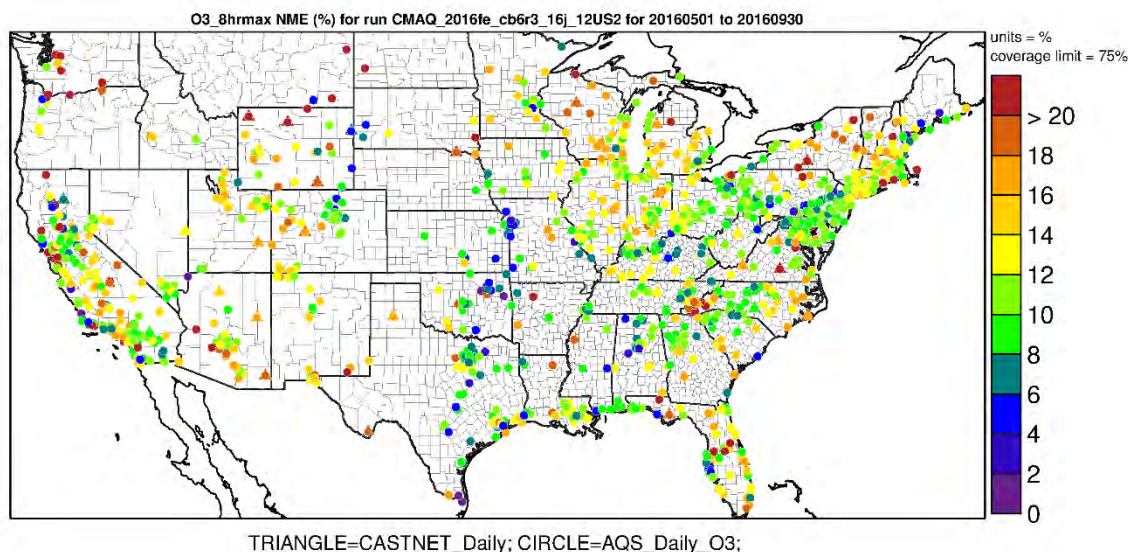 O3_8hrmax NME (%) for run CMAQ_2016fe_cb6r3_16j_12US2 for 20160501 to 20160930
units = %
coverage limit = 75%
> 20
18
16
14
12
10
8
6
4
2
0
TRIANGLE=CASTNET_Daily; CIRCLE=AQS_Daily_O3;